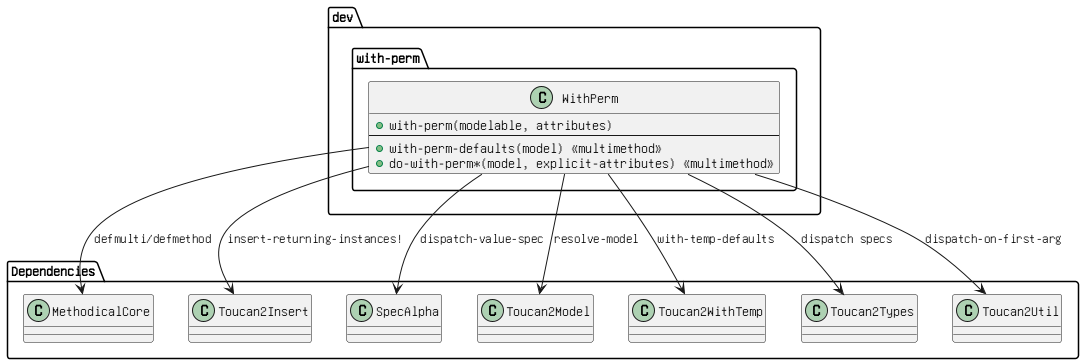 dev
with-perm
C WithPerm
with-perm(modelable, attributes)
with-perm-defaults(model) «multimethod»
do-with-perm*(model, explicit-attributes) «multimethod»
defmulti/defmethod
insert-returning-instances!
dispatch-value-spec
resolve-model
with-temp-defaults
dispatch specs
dispatch-on-first-arg
Dependencies
C MethodicalCore
C Toucan2Insert
C SpecAlpha
C Toucan2Model
C Toucan2WithTemp
C Toucan2Types
C Toucan2Util